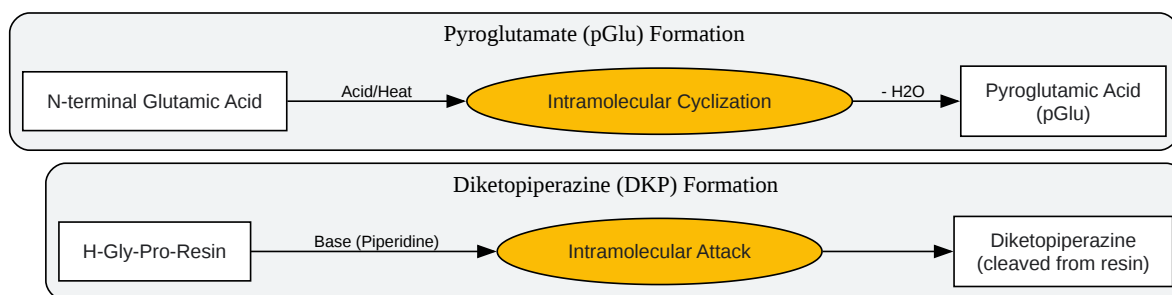 Pyroglutamate (pGlu) Formation
N-terminal Glutamic Acid
Acid/Heat
Intramolecular Cyclization
- H2O
Pyroglutamic Acid
(pGlu)
Diketopiperazine (DKP) Formation
H-Gly-Pro-Resin
Base (Piperidine)
Intramolecular Attack
Diketopiperazine
(cleaved from resin)